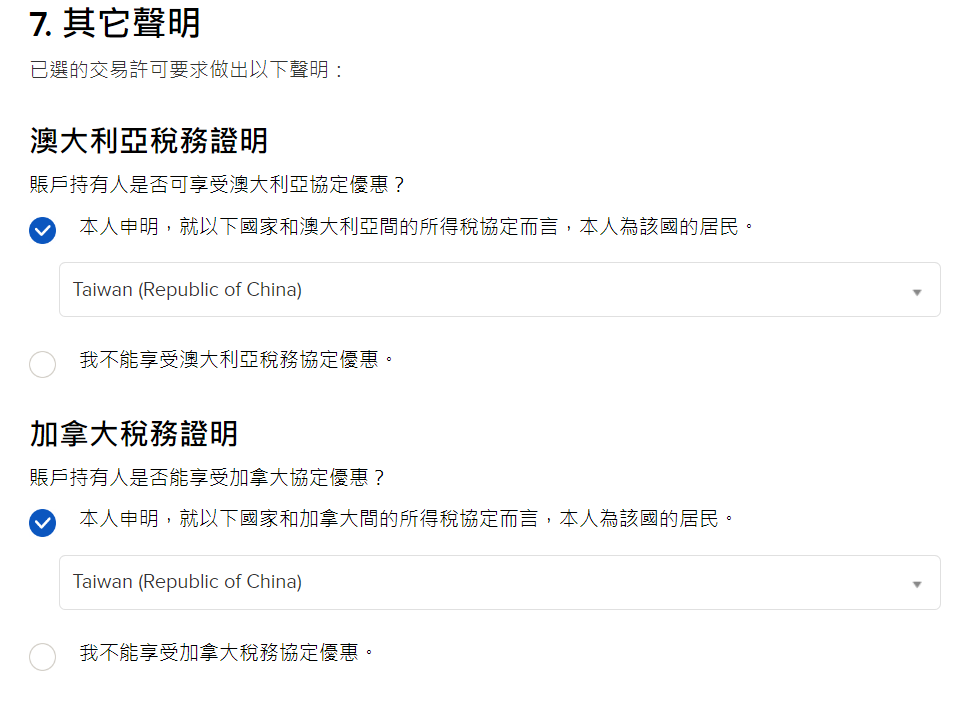 7. 其它聲明
已選的交易許可要求做出以下聲明：
澳大利亞稅務證明
賬戶持有人是否可享受澳大利亞協定優惠？
本人申明，就以下國家和澳大利亞間的所得稅協定而言，本人為該國的居民。
Taiwan (Republic of China)
我不能享受澳大利亞稅務協定優惠。
加拿大稅務證明
賬戶持有人是否能享受加拿大協定優惠？
本人申明，就以下國家和加拿大間的所得稅協定而言，本人為該國的居民。
Taiwan (Republic of China)
我不能享受加拿大稅務協定優惠。